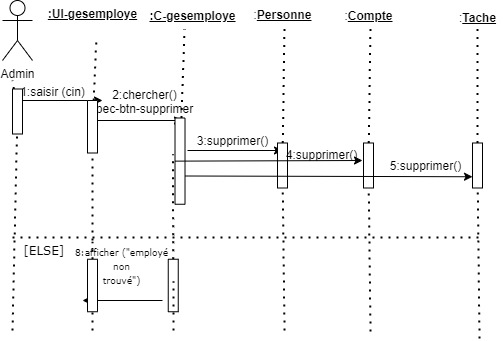 :UI-gesemploye
:C-gesemploye
:Personne
:Compte
:Tache
Admin
1:saisir (cin)
2:chercher()
bec-btn-supprimer
3:supprimer()
4:supprimer()
5:supprimer()
[ELSE]
8:afficher ("employé
non
trouvé")